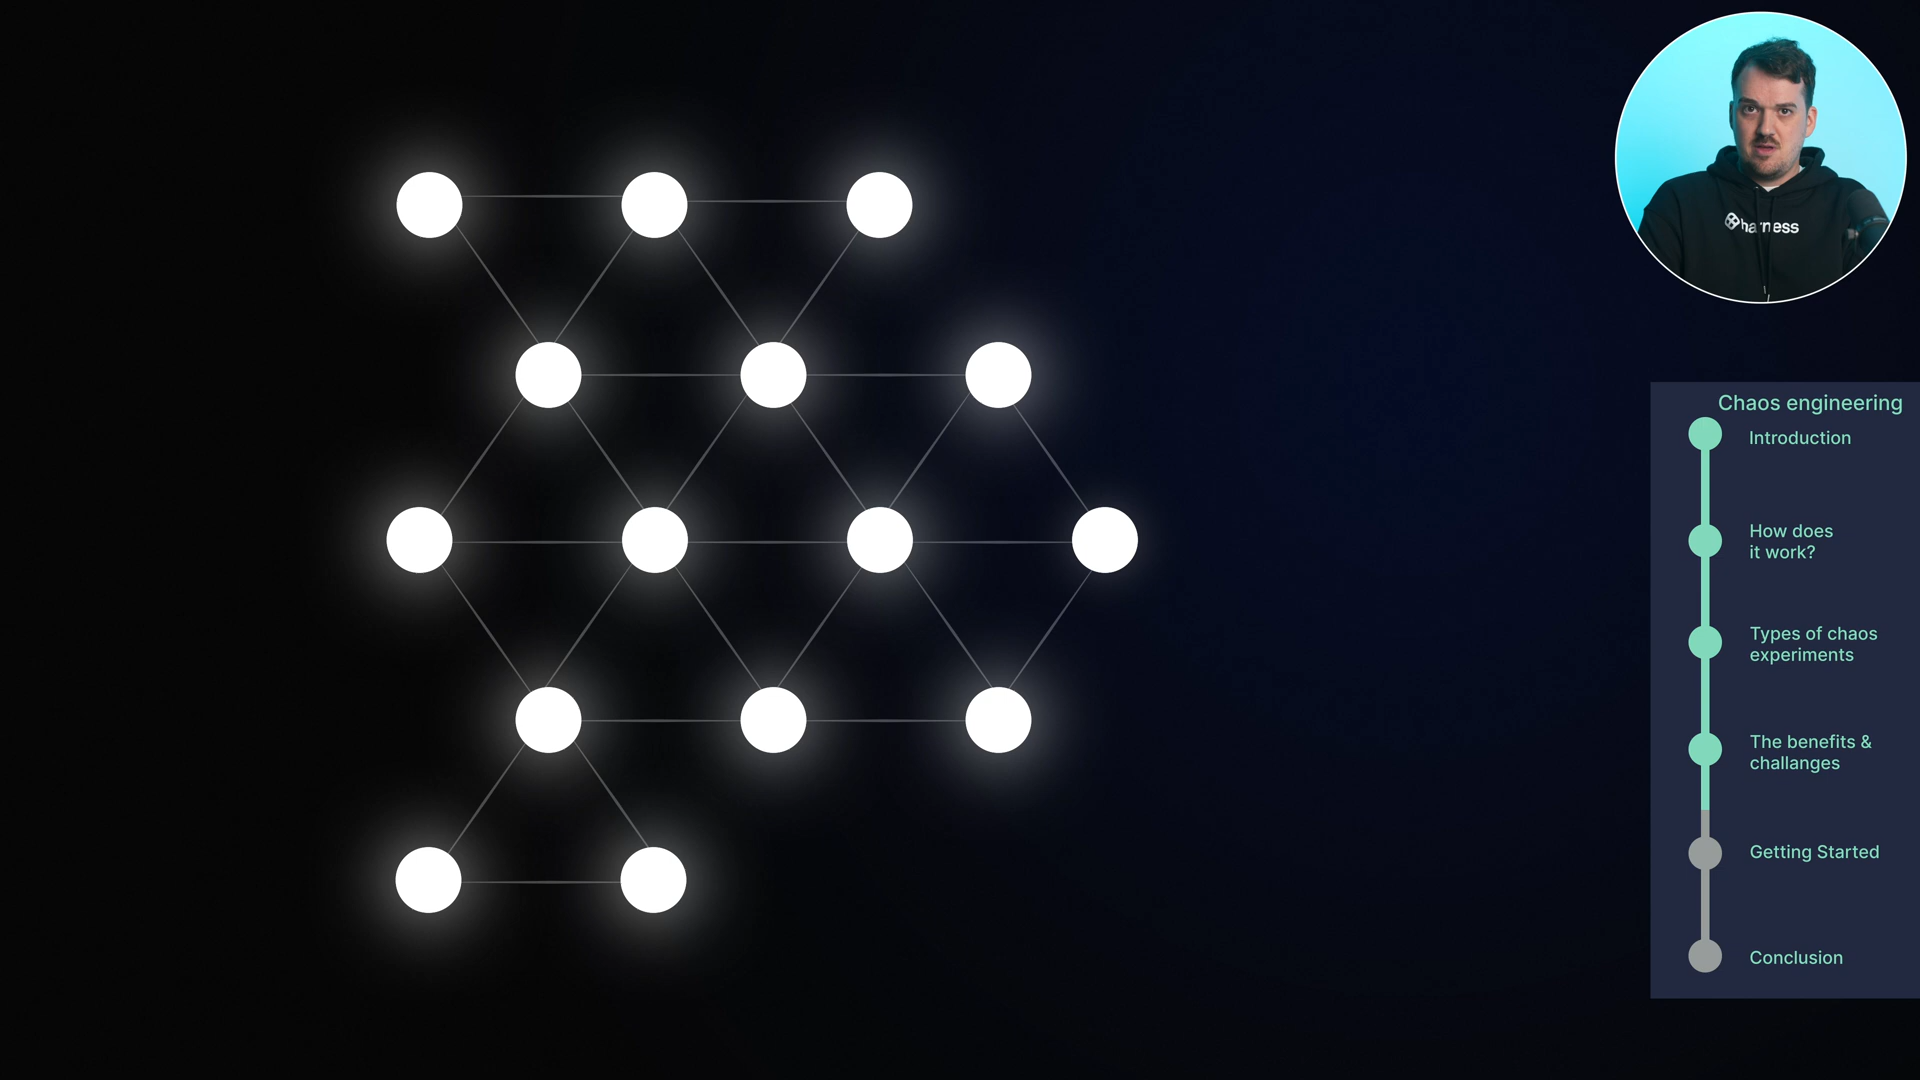 harness
Chaos engineering
Introduction
How does
it work?
Types of chaos
experiments
The benefits &
challanges
Getting Started
Conclusion